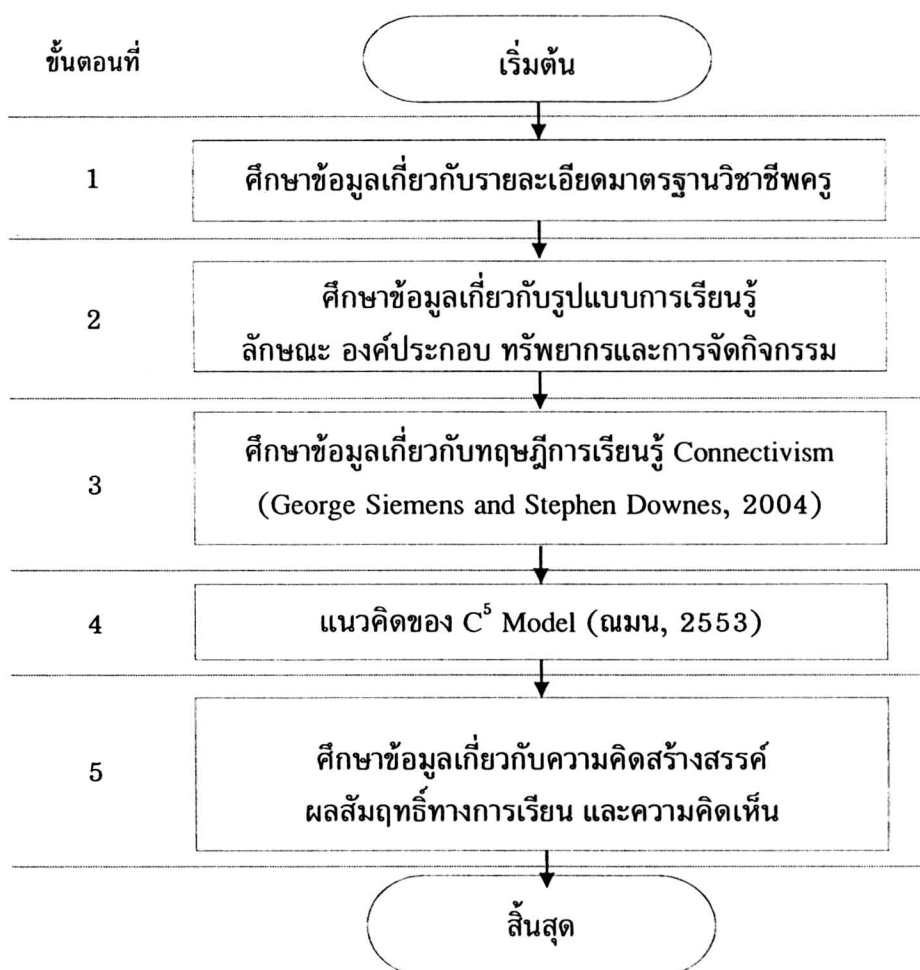 ขั้นตอนที่
เริ่มต้น
1
ศึกษาข้อมูลเกี่ยวกับรายละเอียดมาตรฐานวิชาชีพครู
2
ศึกษาข้อมูลเกี่ยวกับรูปแบบการเรียนรู้
ลักษณะ องค์ประกอบ ทรัพยากรและการจัดกิจกรรม
3
ศึกษาข้อมูลเกี่ยวกับทฤษฎีการเรียนรู้ Connectivism
(George Siemens and Stephen Downes, 2004)
4
แนวคิดของ C⁵ Model (ณมน, 2553)
5
ศึกษาข้อมูลเกี่ยวกับความคิดสร้างสรรค์
ผลสัมฤทธิ์ทางการเรียน และความคิดเห็น
สิ้นสุด